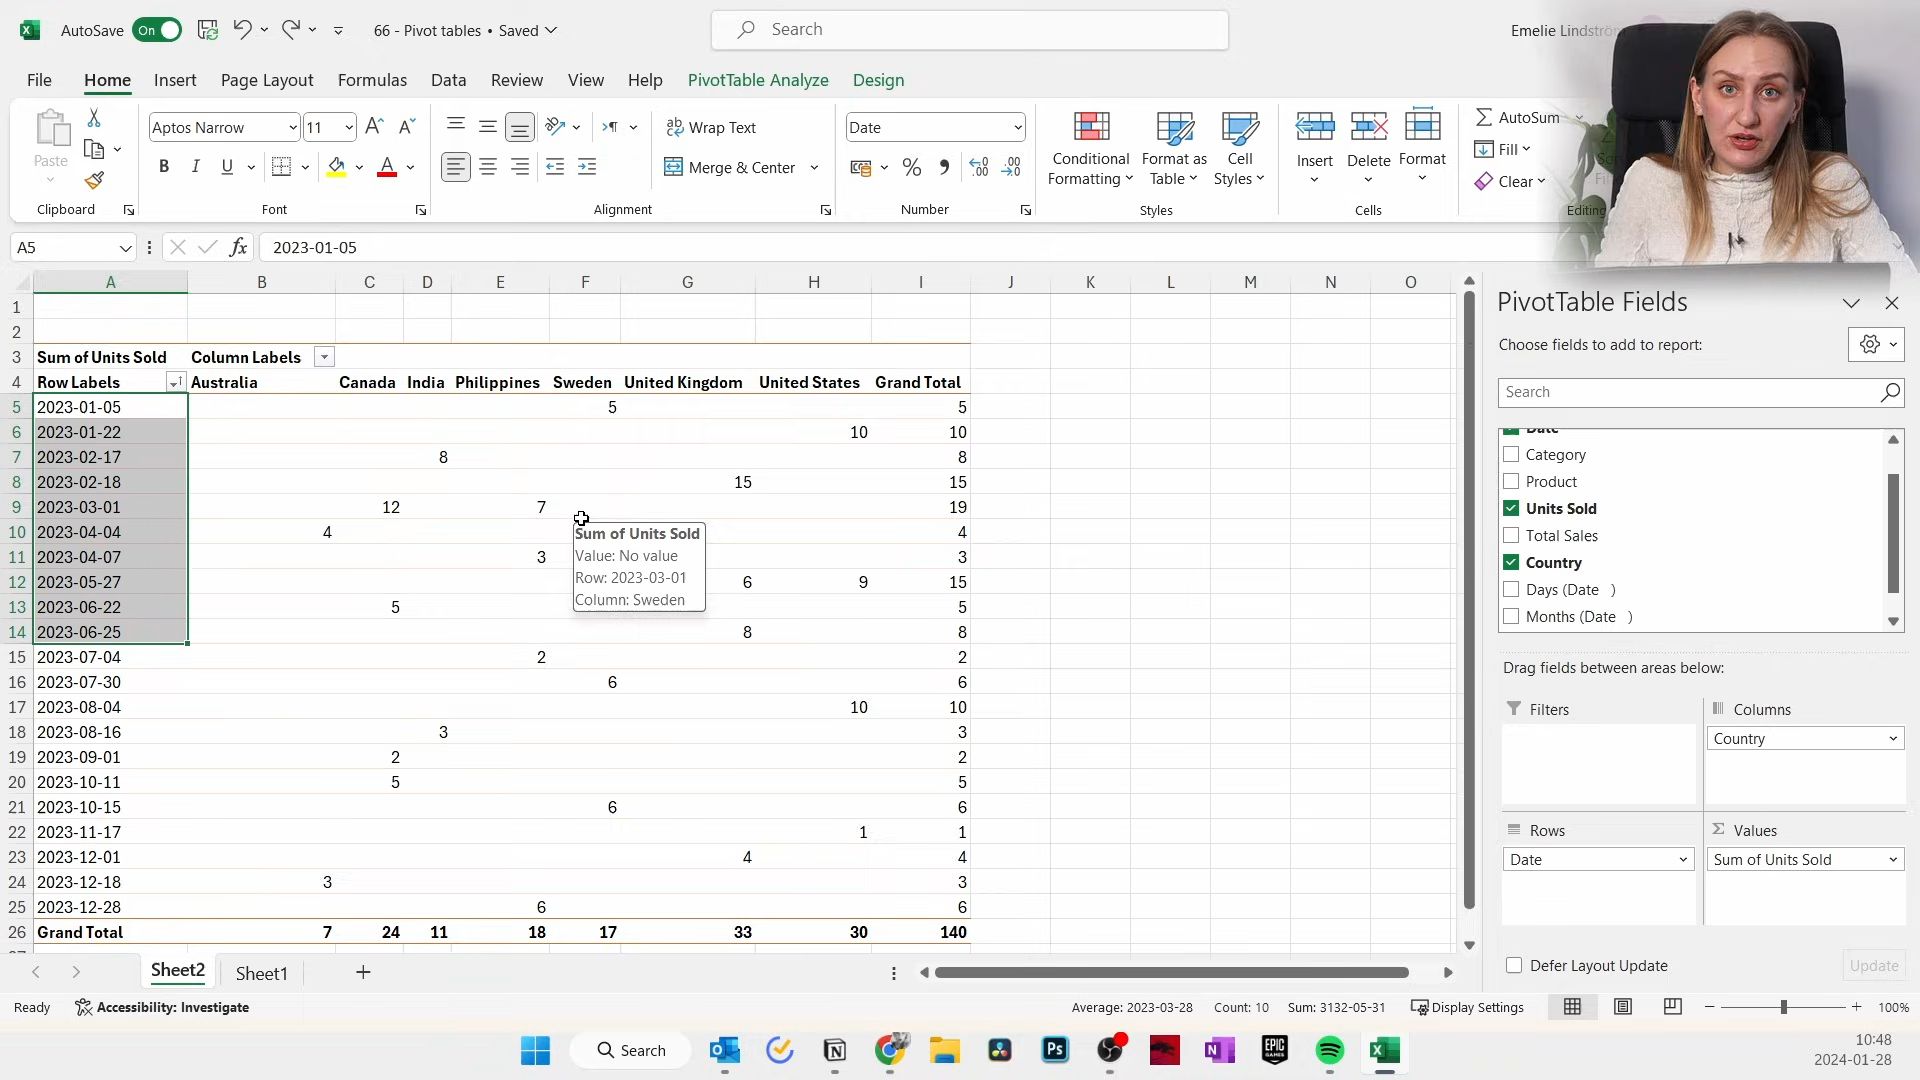 AutoSave On 66 - Pivot tables • Saved Search Emelie
File Home Insert Page Layout Formulas Data Review View Help PivotTable Analyze Design
Paste Aptos Narrow 11 Wrap Text Date Conditional Formatting Format as Table Cell Styles Insert Delete Format AutoSum
B I U Merge & Center Fill
Clear
Clipboard Font Alignment Number Styles Cells Editing
A5 fx 2023-01-05
A B C D E F G H I J K L M N O
1
2
3 Sum of Units Sold Column Labels
4 Row Labels Australia Canada India Philippines Sweden United Kingdom United States Grand Total
5 2023-01-05 5 5
6 2023-01-22 10 10
7 2023-02-17 8 8
8 2023-02-18 15 15
9 2023-03-01 12 7 19
10 2023-04-04 4 4
11 2023-04-07 3 3
12 2023-05-27 6 9 15
13 2023-06-22 5 5
14 2023-06-25 8 8
15 2023-07-04 2 2
16 2023-07-30 6 6
17 2023-08-04 10 10
18 2023-08-16 3 3
19 2023-09-01 2 2
20 2023-10-11 5 5
21 2023-10-15 6 6
22 2023-11-17 1 1
23 2023-12-01 4 4
24 2023-12-18 3 3
25 2023-12-28 6 6
26 Grand Total 7 24 11 18 17 33 30 140
Sum of Units Sold
Value: No value
Row: 2023-03-01
Column: Sweden
PivotTable Fields
Choose fields to add to report:
Search
Date
Category
Product
Units Sold
Total Sales
Country
Days (Date )
Months (Date )
Drag fields between areas below:
Filters Columns
Country
Rows Values
Date Sum of Units Sold
Defer Layout Update Update
Sheet2 Sheet1
Ready Accessibility: Investigate Average: 2023-03-28 Count: 10 Sum: 3132-05-31 Display Settings 100%
Search Ps N EPIC GAMES
10:48
2024-01-28